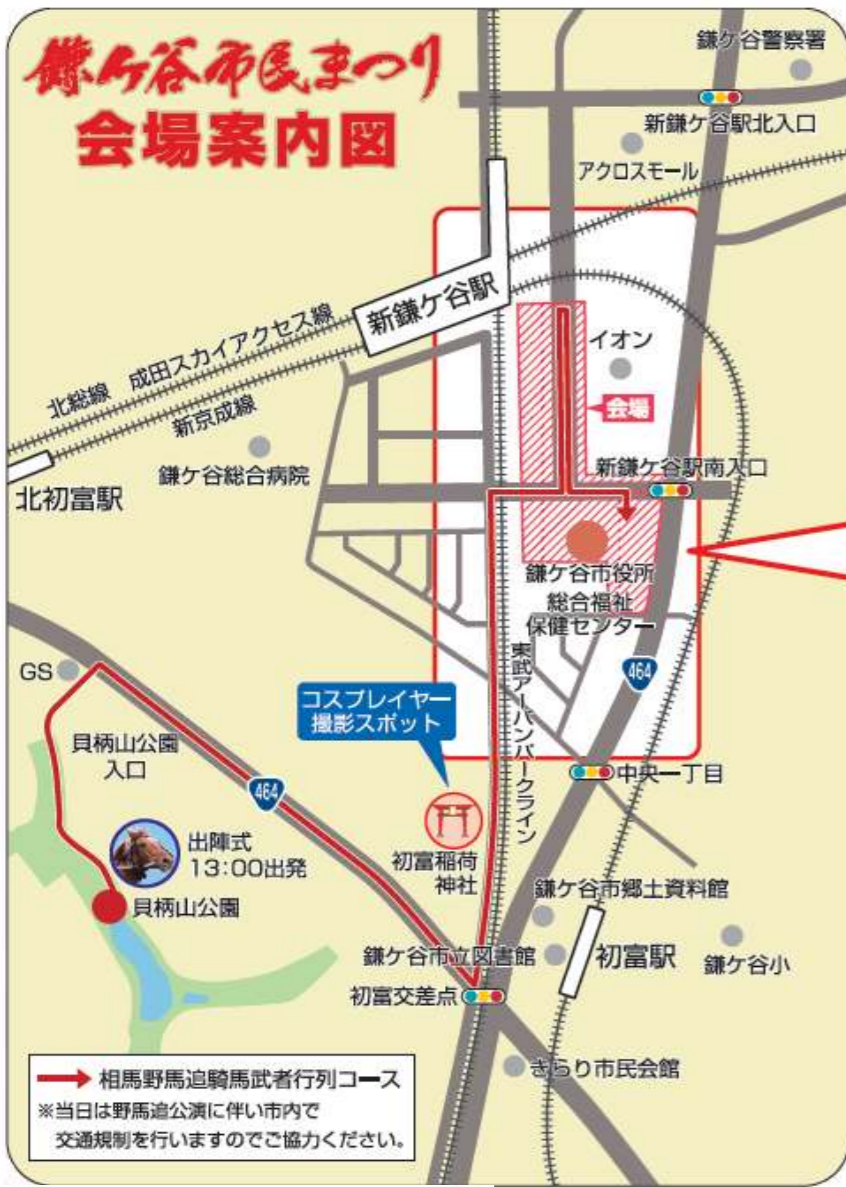 鎌ケ谷市民まつり
会場案内図
鎌ケ谷警察署
新鎌ケ谷駅北入口
アクロスモール
新鎌ケ谷駅
イオン
北総線　成田スカイアクセス線
会場
新京成線
鎌ケ谷総合病院
新鎌ケ谷駅南入口
北初富駅
鎌ケ谷市役所
総合福祉
保健センター
東武アーバンパークライン
464
GS
コスプレイヤー
撮影スポット
貝柄山公園
入口
464
中央一丁目
出陣式
13:00出発
初富稲荷
神社
貝柄山公園
鎌ケ谷市郷土資料館
鎌ケ谷市立図書館
初富駅
鎌ケ谷小
初富交差点
きらり市民会館
相馬野馬追騎馬武者行列コース
※当日は野馬追公演に伴い市内で
交通規制を行いますのでご協力ください。